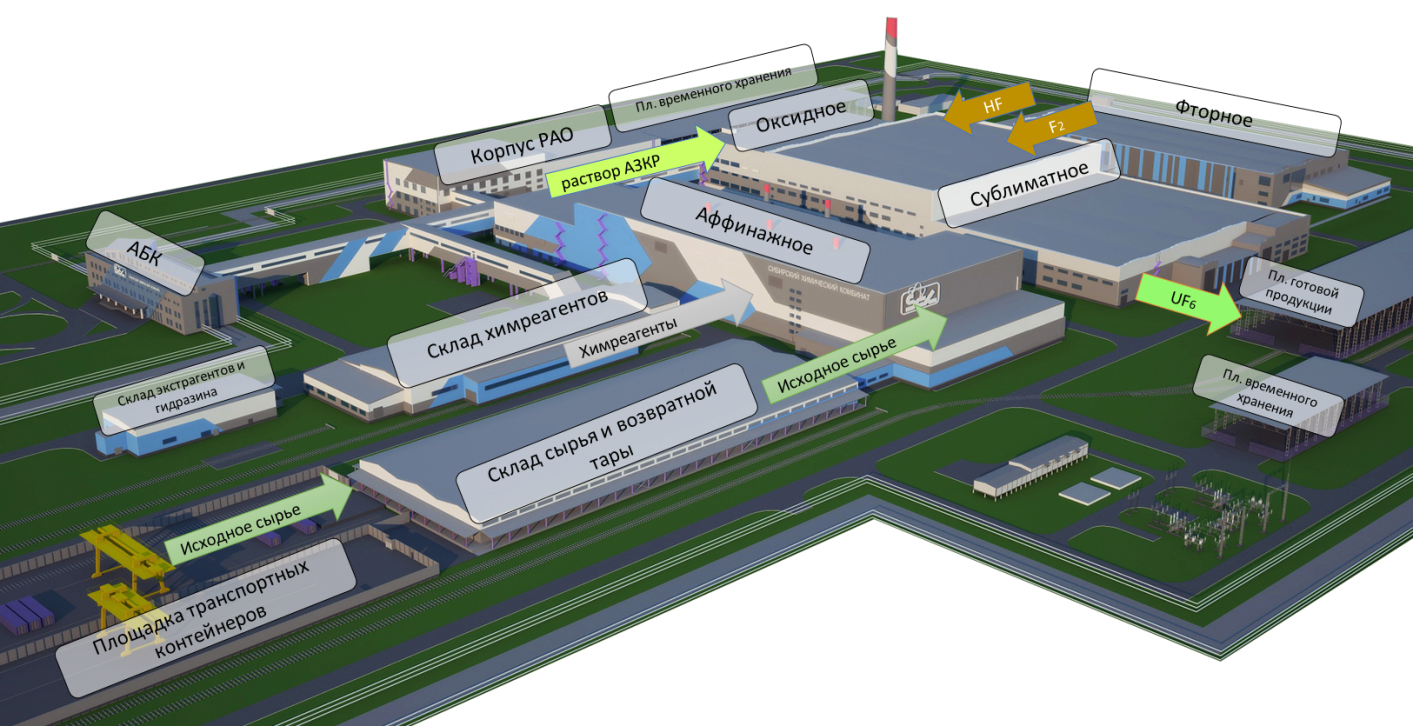 Пл. временного хранения
HF
F₂
Фторное
Оксидное
Корпус РАО
раствор АЗКР
Сублиматное
Аффинажное
АБК
СИБИРСКИЙ ХИМИЧЕСКИЙ КОМБИНАТ
Пл. готовой
продукции
UF₆
Склад химреагентов
Химреагенты
Исходное сырье
Склад экстрагентов и
гидразина
Пл. временного
хранения
Склад сырья и возвратной
тары
Исходное сырье
Площадка транспортных
контейнеров